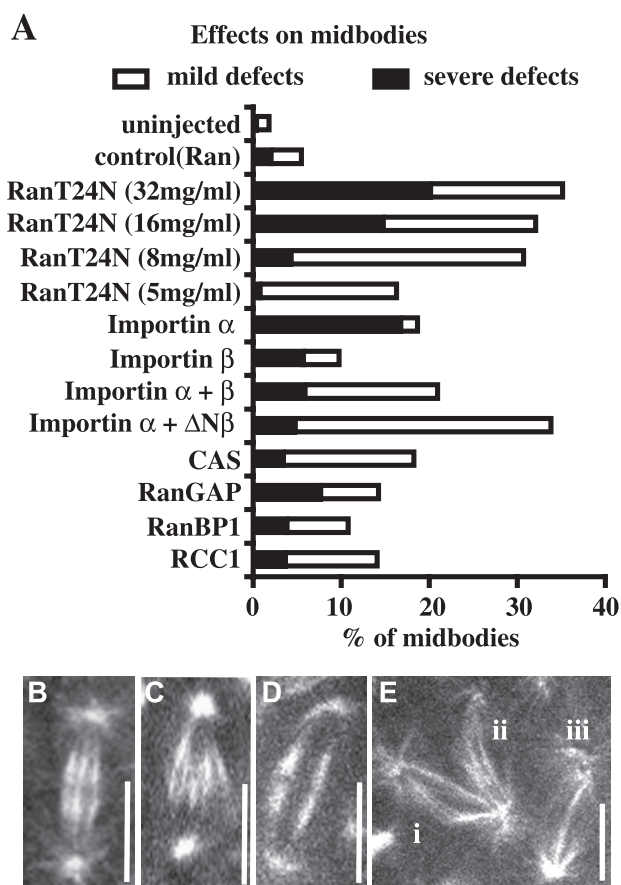 A
Effects on midbodies
mild defects severe defects
uninjected
control(Ran)
RanT24N (32mg/ml)
RanT24N (16mg/ml)
RanT24N (8mg/ml)
RanT24N (5mg/ml)
Importin α
Importin β
Importin α + β
Importin α + ΔNβ
CAS
RanGAP
RanBP1
RCC1
0 10 20 30 40
% of midbodies
B C D E
ii iii
i